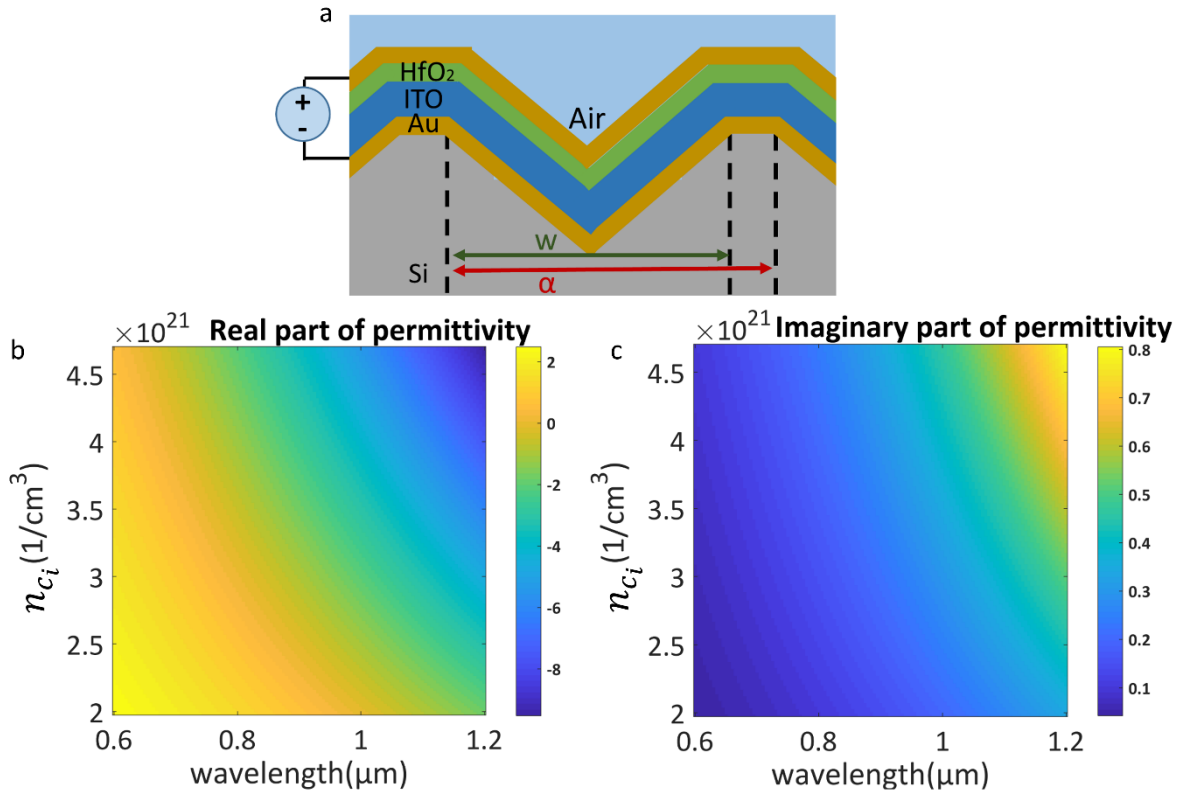 a
HfO₂
ITO
Au
Air
+
-
w
Si
α
b
×10²¹ Real part of permittivity
4.5
4
3.5
3
2.5
2
n_{c_i}(1/cm³)
0.6 0.8 1 1.2
wavelength(μm)
2
0
-2
-4
-6
-8
c
×10²¹ Imaginary part of permittivity
4.5
4
3.5
3
2.5
2
n_{c_i}(1/cm³)
0.6 0.8 1 1.2
wavelength(μm)
0.8
0.7
0.6
0.5
0.4
0.3
0.2
0.1